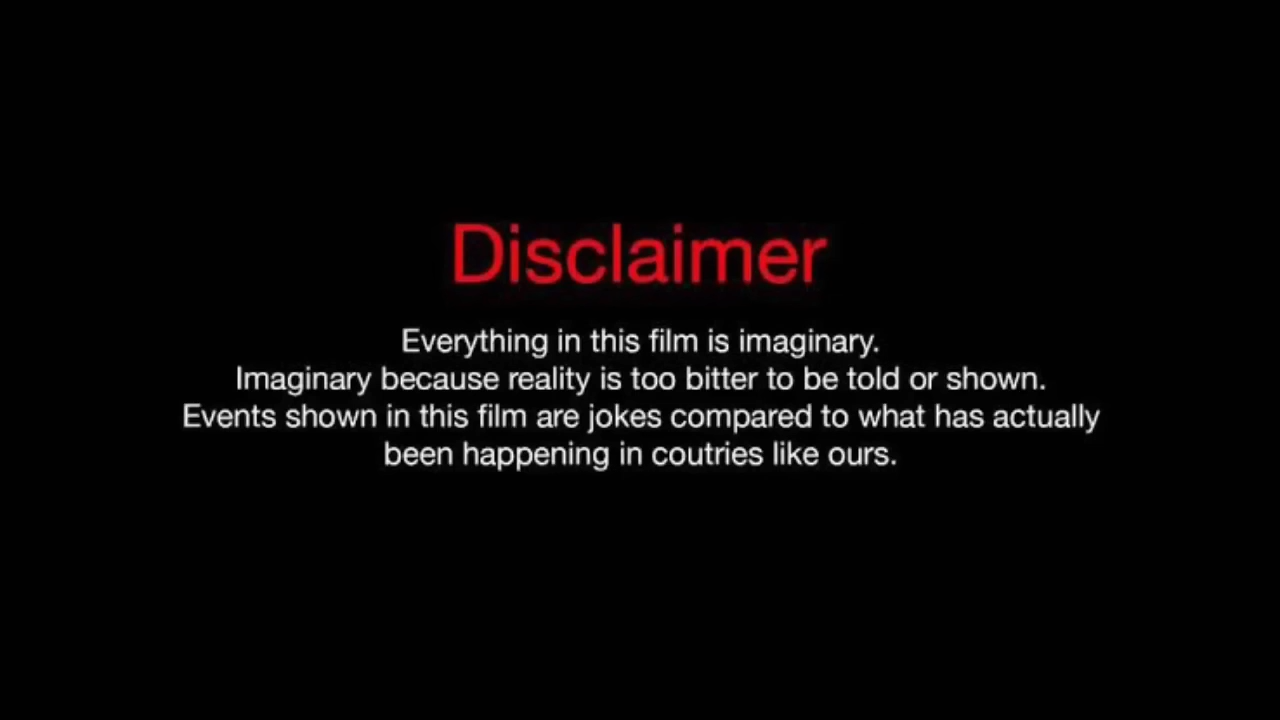 Disclaimer
Everything in this film is imaginary.
Imaginary because reality is too bitter to be told or shown.
Events shown in this film are jokes compared to what has actually
been happening in coutries like ours.